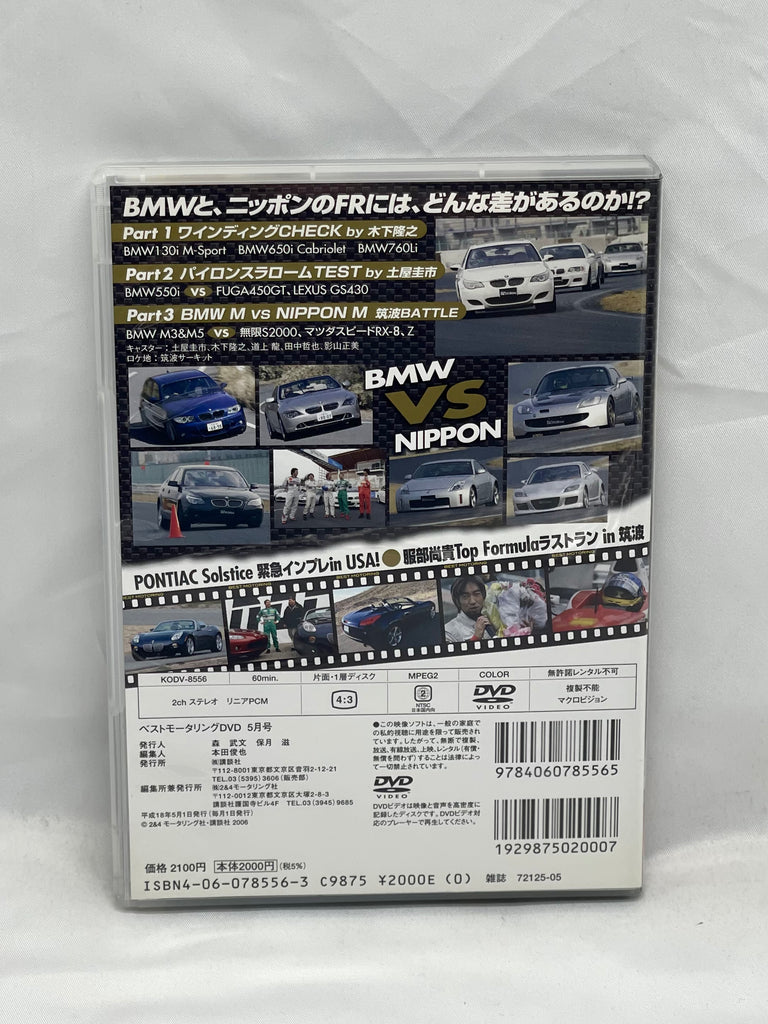 BMWと、ニッポンのFRには、どんな差があるのか!?
Part 1 ワインディングCHECK by 木下隆之
BMW130i M-Sport BMW650i Cabriolet BMW760Li
Part2 パイロンスラロームTEST by 土屋圭市
BMW550i VS FUGA450GT、LEXUS GS430
Part3 BMW M VS NIPPON M 筑波BATTLE
BMW M3&M5 VS 無限S2000、マツダスピードRX-8、Z
キャスター：土屋圭市、木下隆之、道上 龍、田中哲也、影山正美
ロケ地：筑波サーキット
BMW
VS
NIPPON
PONTIAC Solstice 緊急インプレin USA! ● 服部尚貴Top Formulaラストラン in 筑波
BEST MOTORING BEST MOTORING BEST MOTORING BEST MOTORING BEST MOTORING
KODV-8556 60min. 片面・1層ディスク MPEG2 COLOR 無許諾レンタル不可
2ch ステレオ リニアPCM 4:3 2 NTSC 日本国内向 DVD VIDEO 複製不能 マクロビジョン
ベストモータリングDVD 5月号
発行人 森 武文 保月 滋
編集人 本田俊也
発行所 ㈱講談社
〒112-8001東京都文京区音羽2-12-21
TEL.03(5395)3606(販売部)
編集所兼発行所 ㈱2&4モータリング社
〒112-0012東京都文京区大塚2-8-3
講談社護国寺ビル4F TEL.03(3945)9685
平成18年5月1日発行(毎月1日発行)
© 2&4モータリング社・講談社 2006
●この映像ソフトは、一般の家庭で
の私的視聴に用途を限って販売され
ています。したがって、無断で複製、
放送、有線放送、上映、レンタル(有償・
無償を問わず)することは法律によっ
て一切禁止されています。
DVD VIDEO
DVDビデオは映像と音声を高密度に
記録したディスクです。DVDビデオ対
応のプレーヤーで再生してください。
9784060785565
1929875020007
価格 2100円 本体2000円 (税5%)
ISBN4-06-078556-3 C9875 ¥2000E (0) 雑誌 72125-05